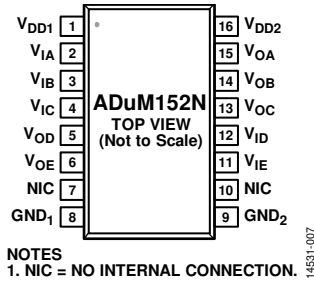 VDD1 1 16 VDD2
VIA 2 15 VOA
VIB 3 14 VOB
VIC 4 ADuM152N 13 VOC
TOP VIEW
(Not to Scale)
VOD 5 12 VID
VOE 6 11 VIE
NIC 7 10 NIC
GND1 8 9 GND2
NOTES
1. NIC = NO INTERNAL CONNECTION.
14531-007